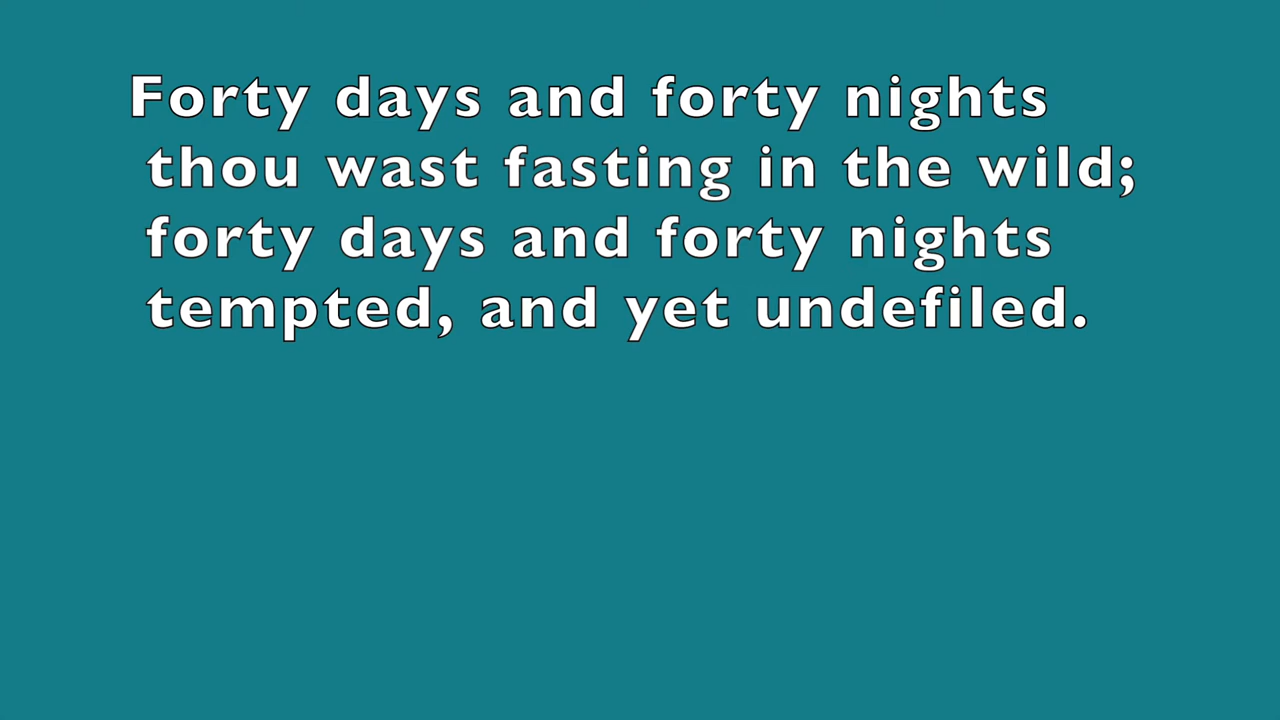 Forty days and forty nights
thou wast fasting in the wild;
forty days and forty nights
tempted, and yet undefiled.